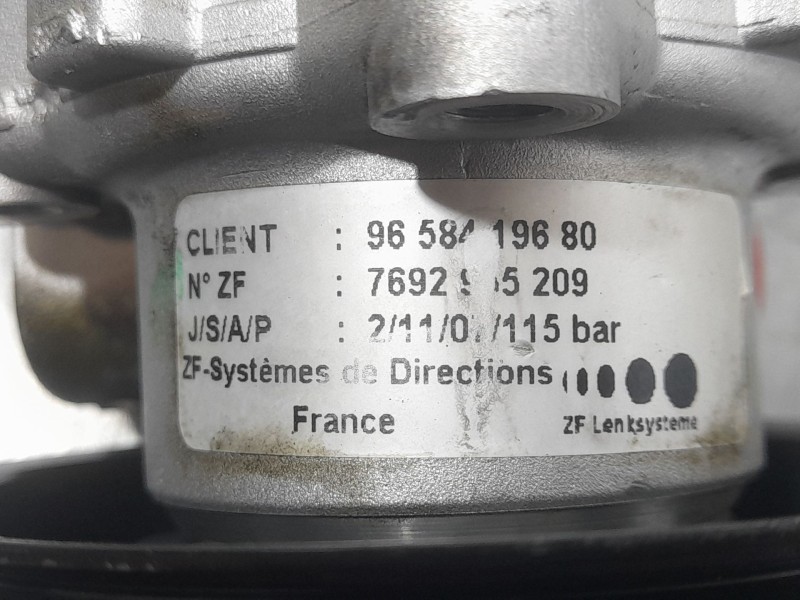 CLIENT : 96 584 196 80
N° ZF : 7692 209
J/S/A/P : bar
ZF-Systèmes de Directions
France
ZF Lenksysteme